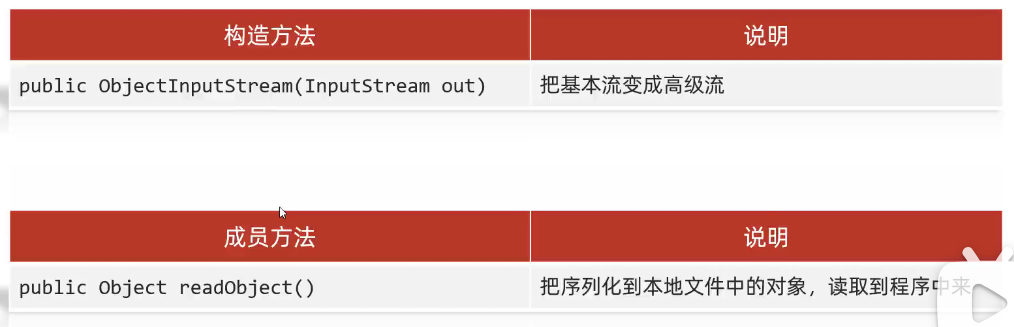 构造方法 说明
public ObjectInputStream(InputStream out) 把基本流变成高级流
成员方法 说明
public Object readObject() 把序列化到本地文件中的对象，读取到程序中来